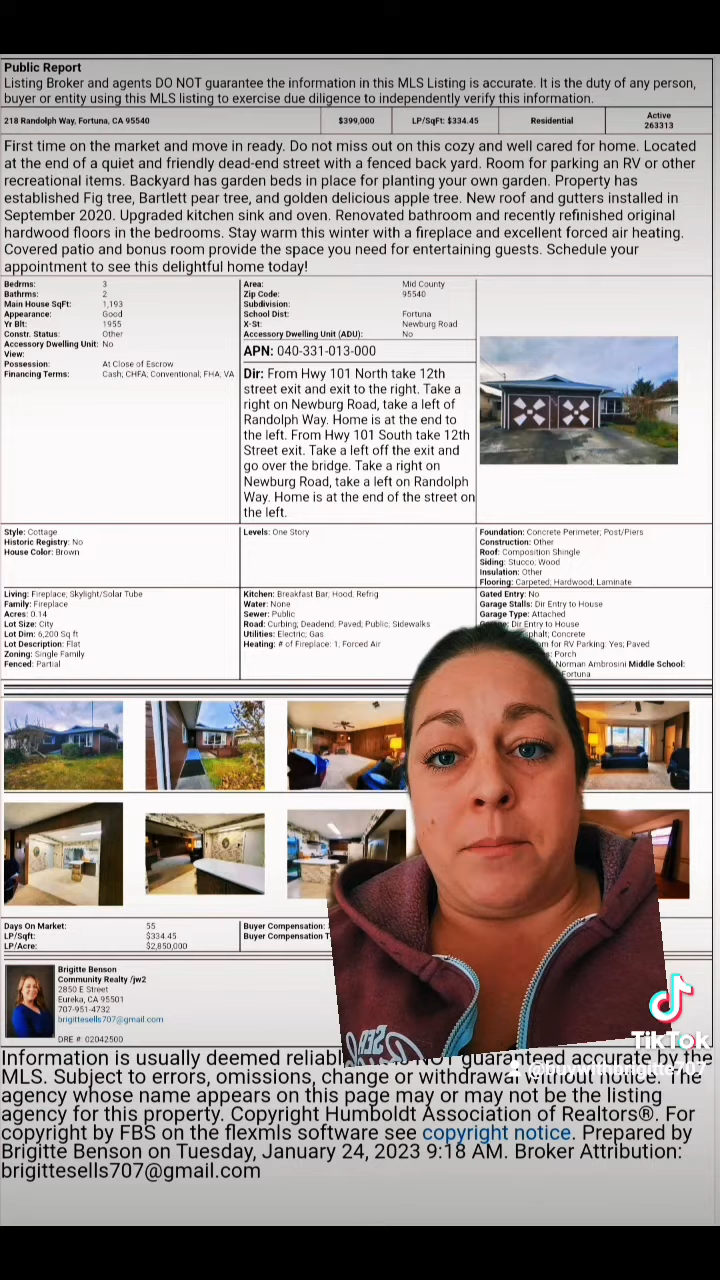 Public Report
Listing Broker and agents DO NOT guarantee the information in this MLS Listing is accurate. It is the duty of any person,
buyer or entity using this MLS listing to exercise due diligence to independently verify this information.
218 Randolph Way, Fortuna, CA 95540 $399,000 LP/SqFt: $334.45 Residential Active
263313
First time on the market and move in ready. Do not miss out on this cozy and well cared for home. Located
at the end of a quiet and friendly dead-end street with a fenced back yard. Room for parking an RV or other
recreational items. Backyard has garden beds in place for planting your own garden. Property has
established Fig tree, Bartlett pear tree, and golden delicious apple tree. New roof and gutters installed in
September 2020. Upgraded kitchen sink and oven. Renovated bathroom and recently refinished original
hardwood floors in the bedrooms. Stay warm this winter with a fireplace and excellent forced air heating.
Covered patio and bonus room provide the space you need for entertaining guests. Schedule your
appointment to see this delightful home today!
Bedrms: 3
Bathrms: 2
Main House SqFt: 1,193
Appearance: Good
Yr Blt: 1955
Constr. Status: Other
Accessory Dwelling Unit: No
View:
Possession: At Close of Escrow
Financing Terms: Cash; CHFA; Conventional; FHA; VA
Area: Mid County
Zip Code: 95540
Subdivision:
School Dist: Fortuna
X-St: Newburg Road
Accessory Dwelling Unit (ADU): No
APN: 040-331-013-000
Dir: From Hwy 101 North take 12th
street exit and exit to the right. Take a
right on Newburg Road, take a left of
Randolph Way. Home is at the end to
the left. From Hwy 101 South take 12th
Street exit. Take a left off the exit and
go over the bridge. Take a right on
Newburg Road, take a left on Randolph
Way. Home is at the end of the street on
the left.
Style: Cottage
Historic Registry: No
House Color: Brown
Levels: One Story
Foundation: Concrete Perimeter; Post/Piers
Construction: Other
Roof: Composition Shingle
Siding: Stucco; Wood
Insulation: Other
Flooring: Carpeted; Hardwood; Laminate
Living: Fireplace; Skylight/Solar Tube
Family: Fireplace
Acres: 0.14
Lot Size: City
Lot Dim: 6,200 Sq ft
Lot Description: Flat
Zoning: Single Family
Fenced: Partial
Kitchen: Breakfast Bar; Hood; Refrig
Water: None
Sewer: Public
Road: Curbing; Deadend; Paved; Public; Sidewalks
Utilities: Electric; Gas
Heating: # of Fireplace: 1; Forced Air
Gated Entry: No
Garage Stalls: Dir Entry to House
Garage Type: Attached
Dir Entry to House
Concrete
for RV Parking: Yes; Paved
Porch
Norman Ambrosini Middle School:
Fortuna
Days On Market: 55
LP/Sqft: $334.45
LP/Acre: $2,850,000
Buyer Compensation:
Buyer Compensation T
Brigitte Benson
Community Realty /jw2
2850 E Street
Eureka, CA 95501
707-951-4732
brigittesells707@gmail.com
DRE #: 02042500
TikTok
@buywithbrigitte707
Information is usually deemed reliabl NOT guaranteed accurate by the
MLS. Subject to errors, omissions, change or withdrawal without notice. The
agency whose name appears on this page may or may not be the listing
agency for this property. Copyright Humboldt Association of Realtors®. For
copyright by FBS on the flexmls software see copyright notice. Prepared by
Brigitte Benson on Tuesday, January 24, 2023 9:18 AM. Broker Attribution:
brigittesells707@gmail.com